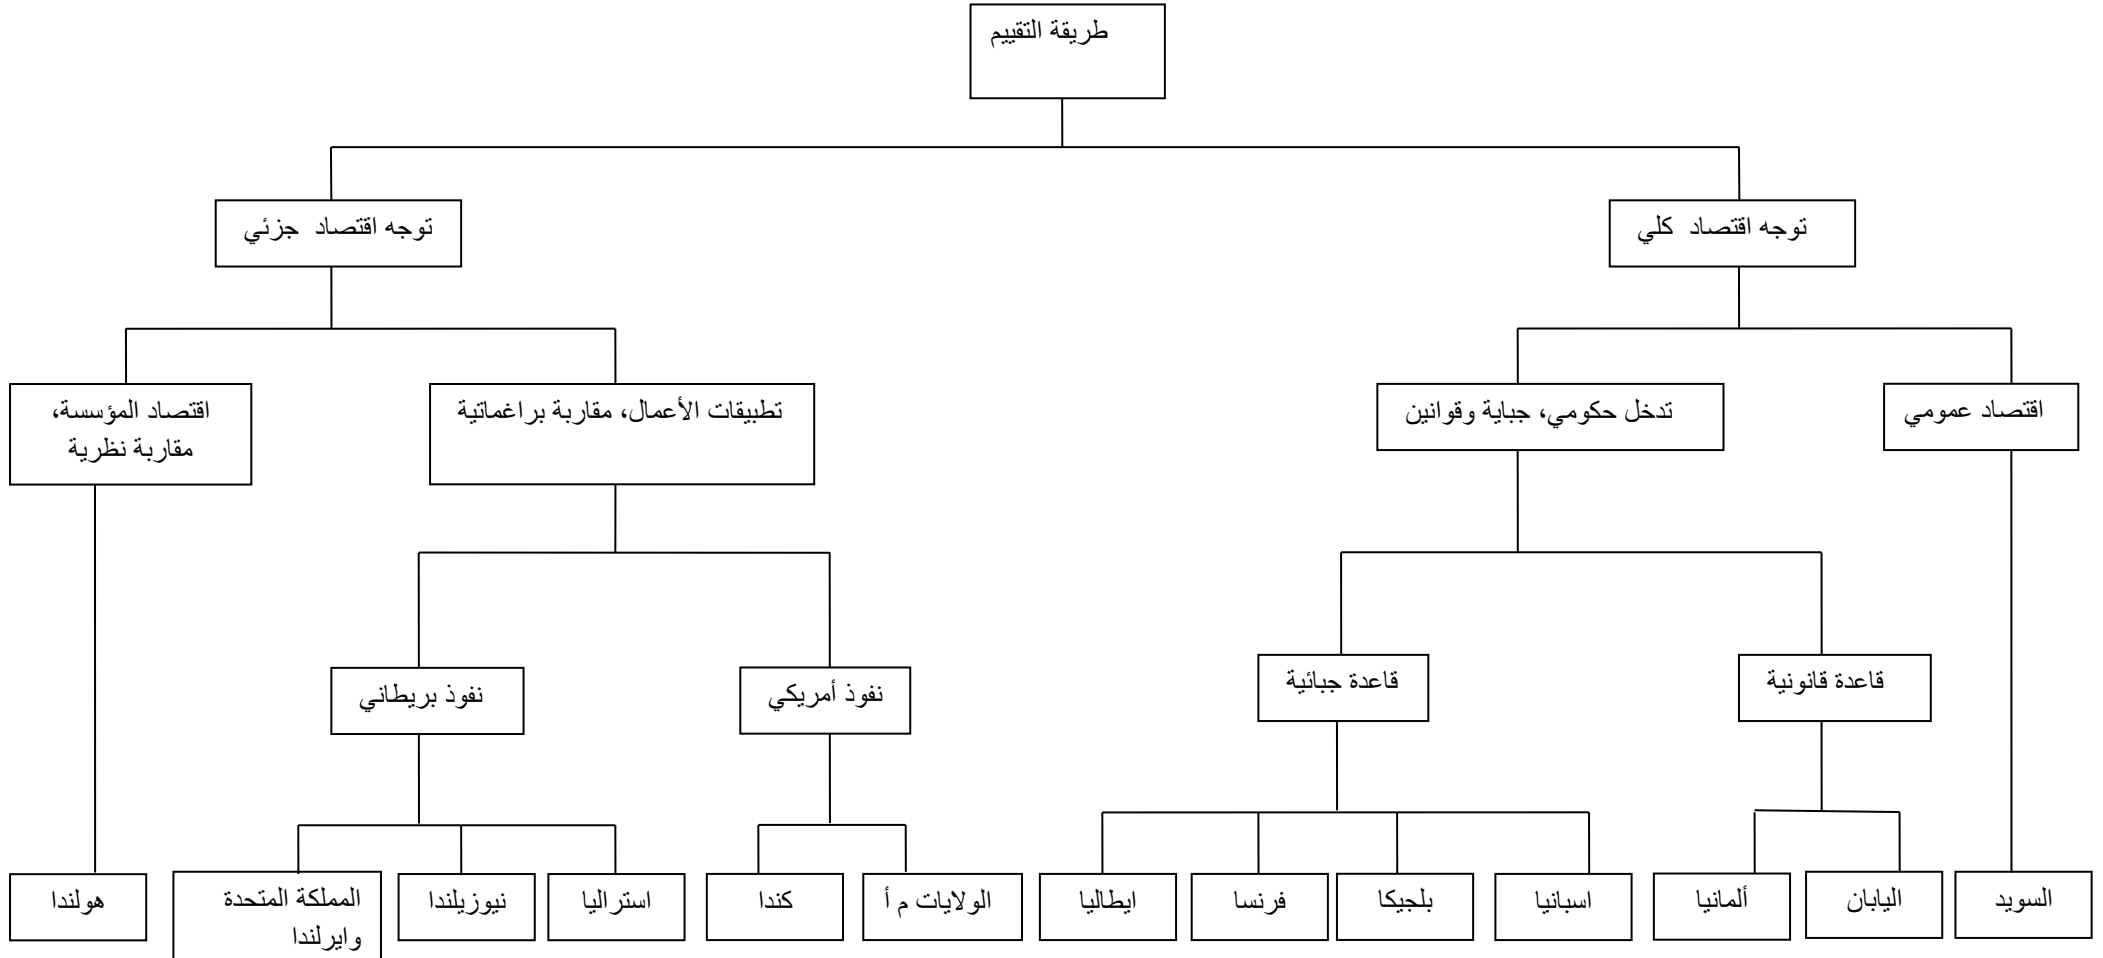 طريقة التقييم
توجه اقتصاد كلي
توجه اقتصاد جزئي
اقتصاد عمومي
تدخل حكومي، جباية وقوانين
تطبيقات الأعمال، مقاربة براغماتية
اقتصاد المؤسسة،
مقاربة نظرية
قاعدة قانونية
قاعدة جبائية
نفوذ أمريكي
نفوذ بريطاني
السويد
اليابان
ألمانيا
اسبانيا
بلجيكا
فرنسا
ايطاليا
الولايات م أ
كندا
استراليا
نيوزيلندا
المملكة المتحدة
وايرلندا
هولندا